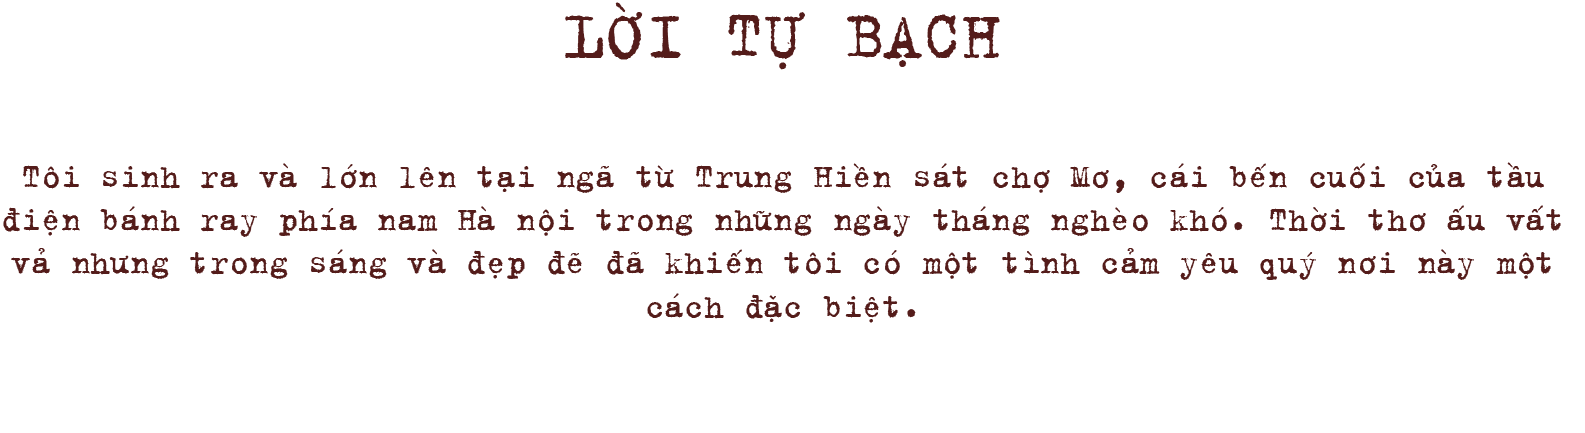 LỜI TỰ BẠCH
Tôi sinh ra và lớn lên tại ngã từ Trung Hiền sát chợ Mơ, cái bến cuối của tầu
điện bánh ray phía nam Hà nội trong những ngày tháng nghèo khó. Thời thơ ấu vất
vả nhưng trong sáng và đẹp đẽ đã khiến tôi có một tình cảm yêu quý nơi này một
cách đặc biệt.